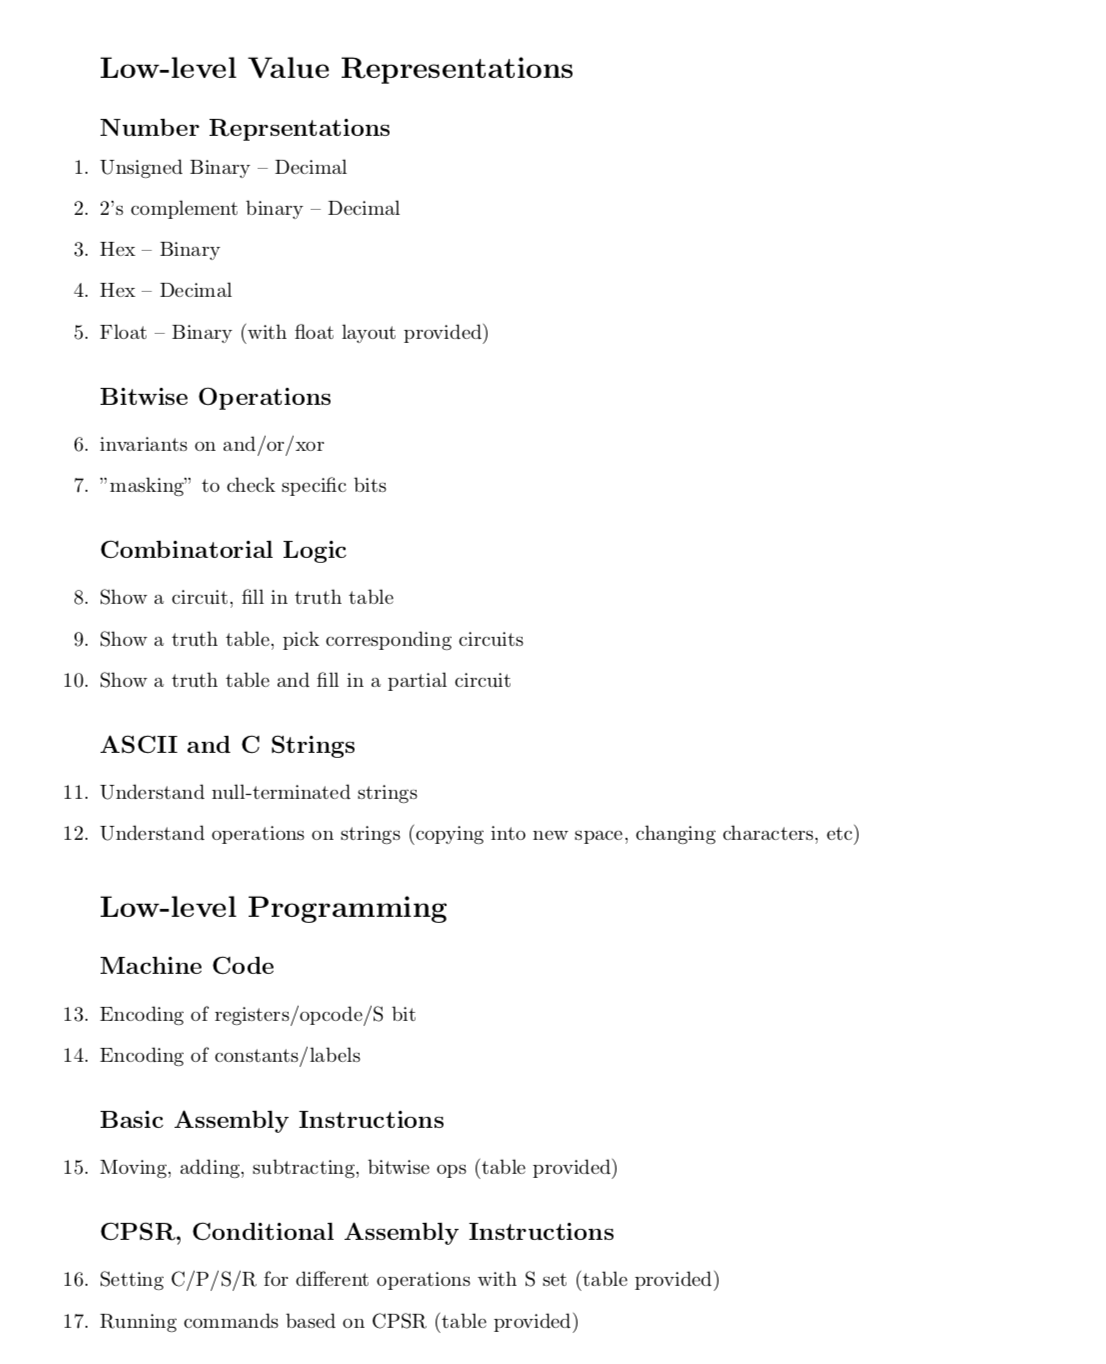 Low-level Value Representations
Number Reprsentations
1. Unsigned Binary – Decimal
2. 2's complement binary – Decimal
3. Hex – Binary
4. Hex – Decimal
5. Float – Binary (with float layout provided)
Bitwise Operations
6. invariants on and/or/xor
7. ”masking” to check specific bits
Combinatorial Logic
8. Show a circuit, fill in truth table
9. Show a truth table, pick corresponding circuits
10. Show a truth table and fill in a partial circuit
ASCII and C Strings
11. Understand null-terminated strings
12. Understand operations on strings (copying into new space, changing characters, etc)
Low-level Programming
Machine Code
13. Encoding of registers/opcode/S bit
14. Encoding of constants/labels
Basic Assembly Instructions
15. Moving, adding, subtracting, bitwise ops (table provided)
CPSR, Conditional Assembly Instructions
16. Setting C/P/S/R for different operations with S set (table provided)
17. Running commands based on CPSR (table provided)